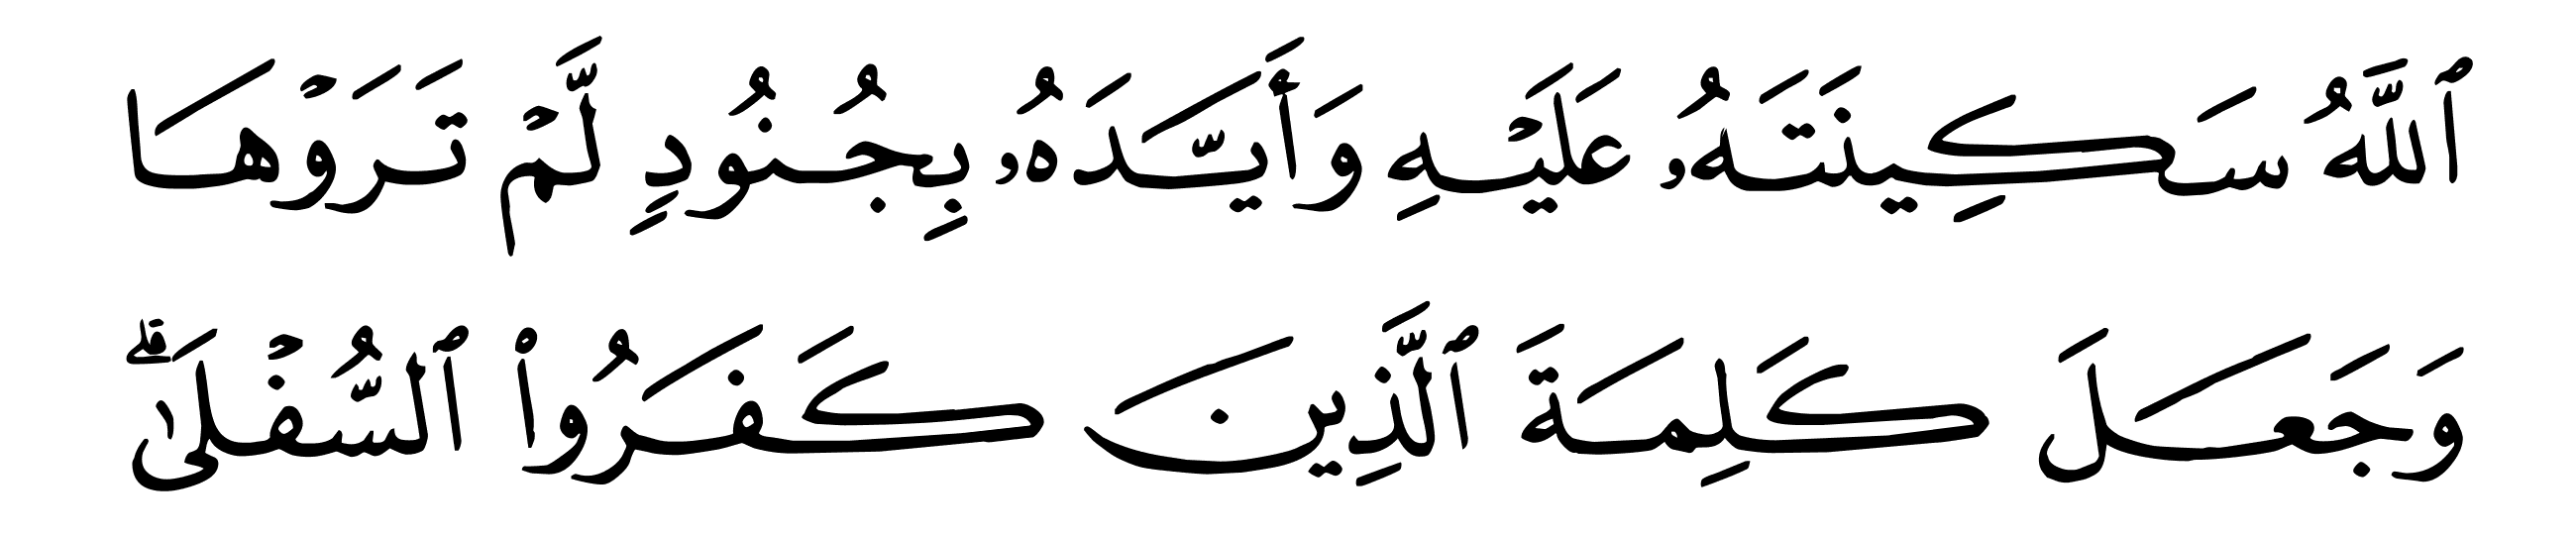 ٱللَّهُ سَكِينَتَهُۥ عَلَيْهِ وَأَيَّدَهُۥ بِجُنُودٍ لَّمْ تَرَوْهَا
وَجَعَلَ كَلِمَةَ ٱلَّذِينَ كَفَرُوا۟ ٱلسُّفْلَىٰ ۗ